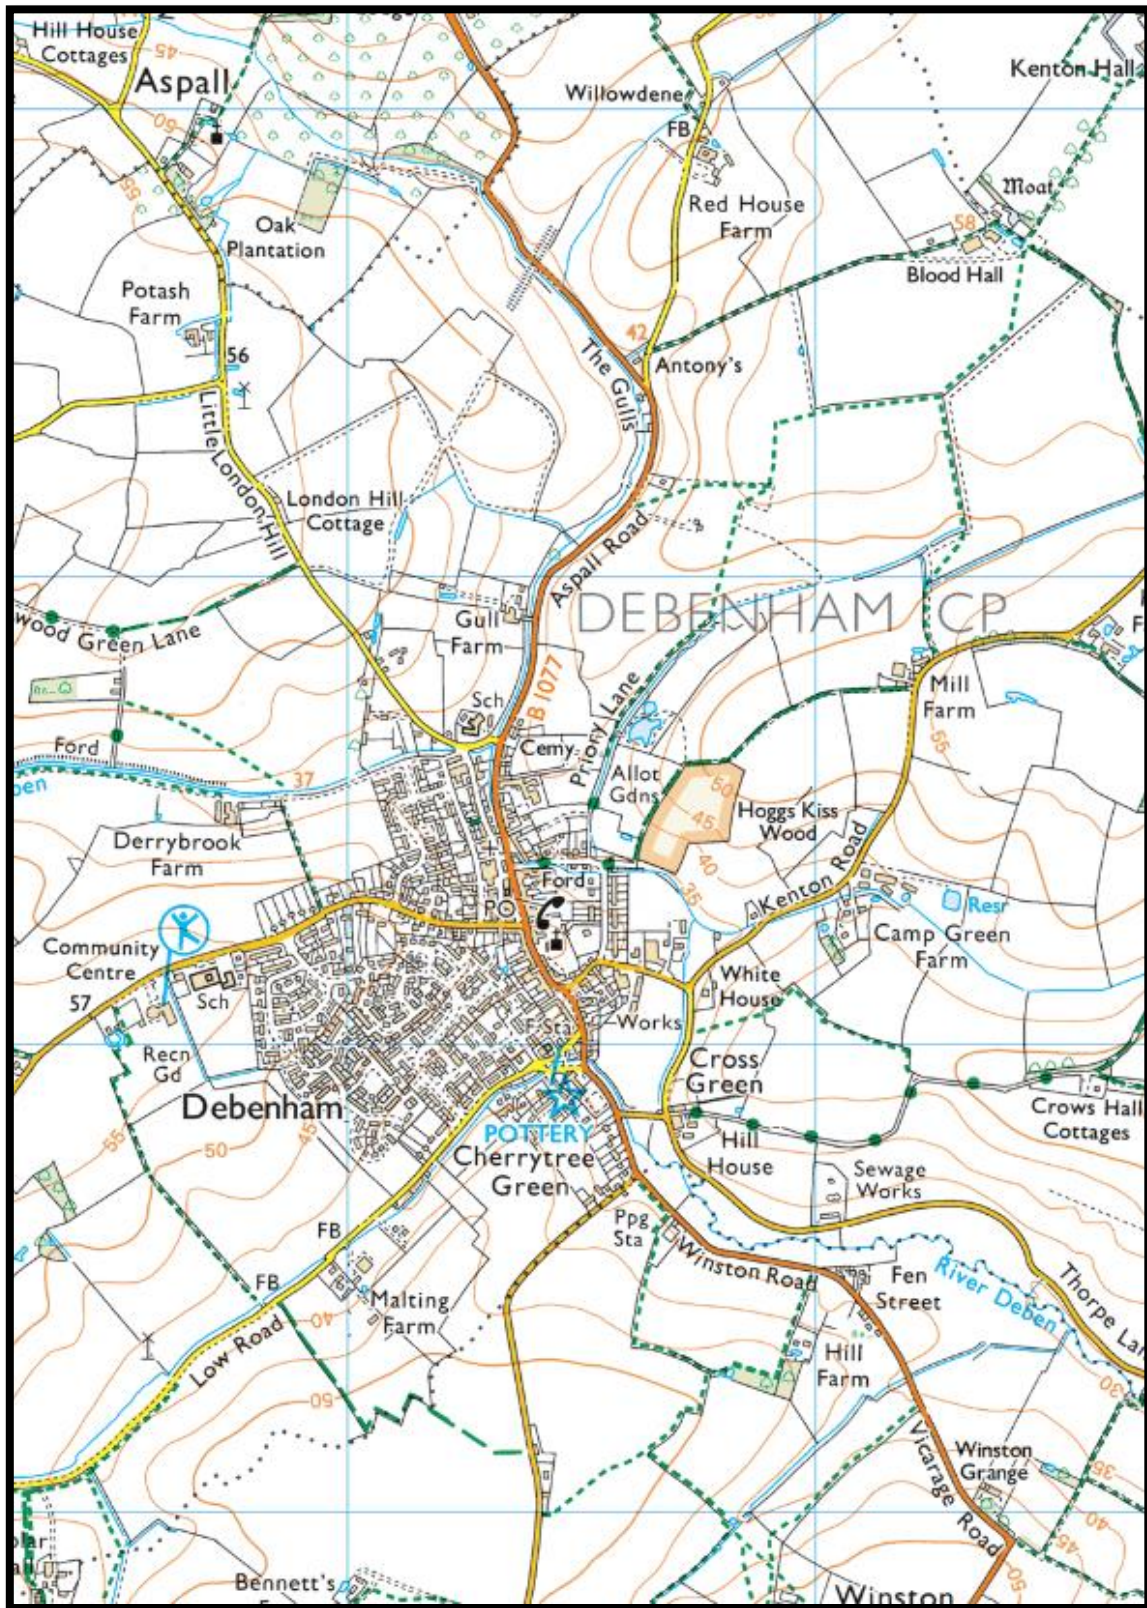 Hill House
Cottages
45
Aspall
50
55
Willowdene
FB
Kenton Hall
Oak
Plantation
Red House
Farm
Moat
58
Blood Hall
Potash
Farm
42
The Gulls
Antony's
56
Little London Hill
London Hill
Cottage
Aspall Road
DEBENHAM CP
wood Green Lane
Gull
Farm
B 1077
Mill
Farm
55
Sch
Cemy
Priory Lane
Ford
37
Allot
Gdns
50
45
40
Hoggs Kiss
Wood
Derrybrook
Farm
Ford
35
Kenton Road
PO
Resr
Camp Green
Farm
Community
Centre
57
Sch
White
House
Works
F Sta
Recn
Gd
Cross
Green
Debenham
Crows Hall
Cottages
55
50
45
POTTERY
Cherrytree
Green
Hill
House
Sewage
Works
Ppg
Sta
FB
Winston Road
Fen
Street
River Deben
FB
Malting
Farm
40
Thorpe Lan
Low Road
Hill
Farm
30
50
Vicarage Road
Winston
Grange
35
40
45
50
Bennett's
Winston